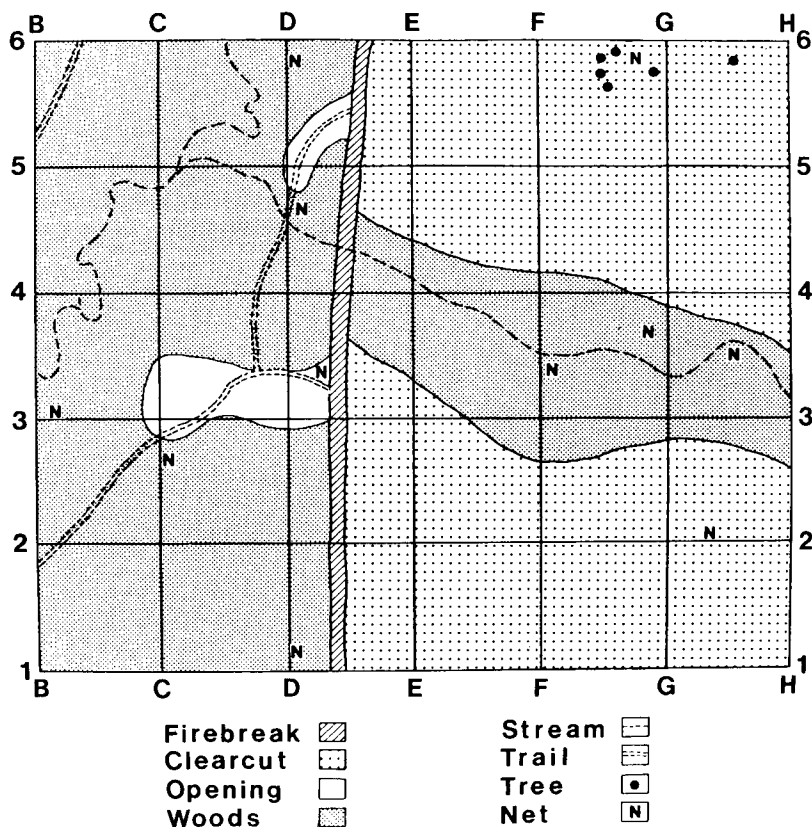 B C D E F G H
6 N N 6
5 5
N
4 4
N
N N N
3 N 3
N
2 N 2
N
1 1
B C D E F G H
Firebreak Stream
Clearcut Trail
Opening Tree
Woods Net N